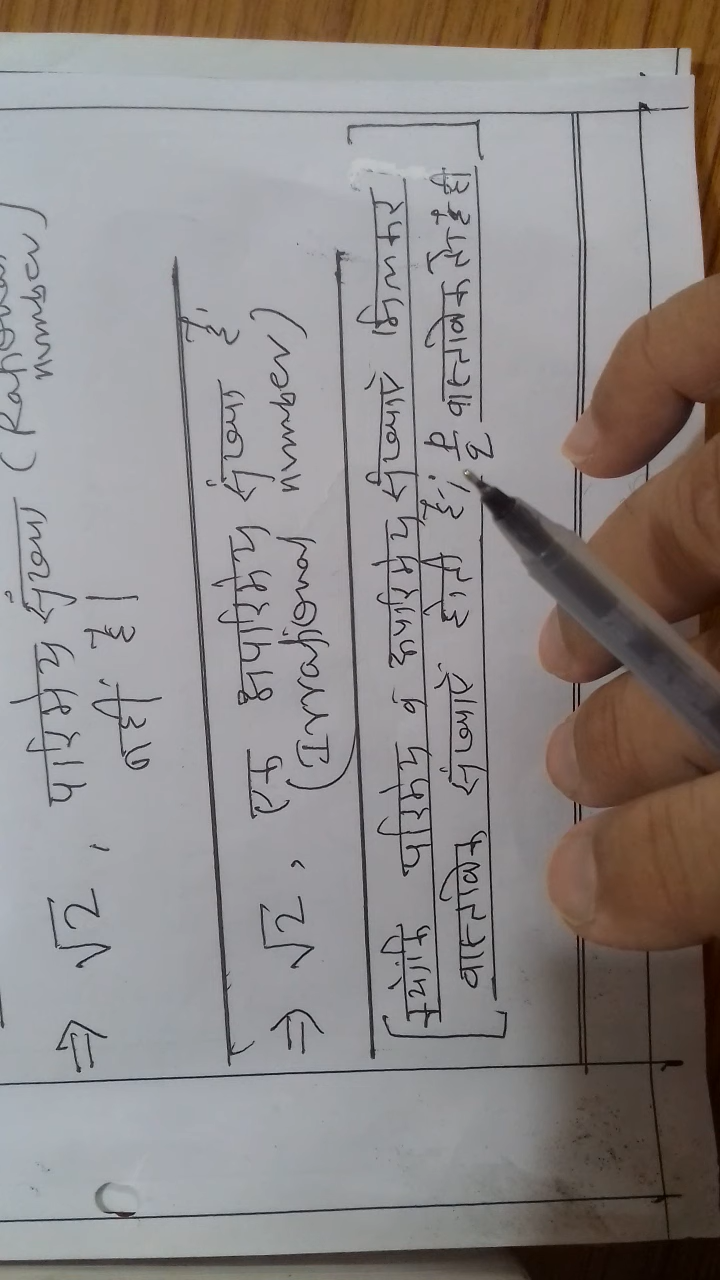 ⇒ √2, परिमेय संख्या (Rational number)
नहीं है।
⇒ √2, एक अपरिमेय संख्या है
(Irrational number)
[क्योंकि परिमेय व अपरिमेय संख्याएँ मिलकर
वास्तविक संख्याएँ होती हैं; p/q वास्तविक तो है ही]